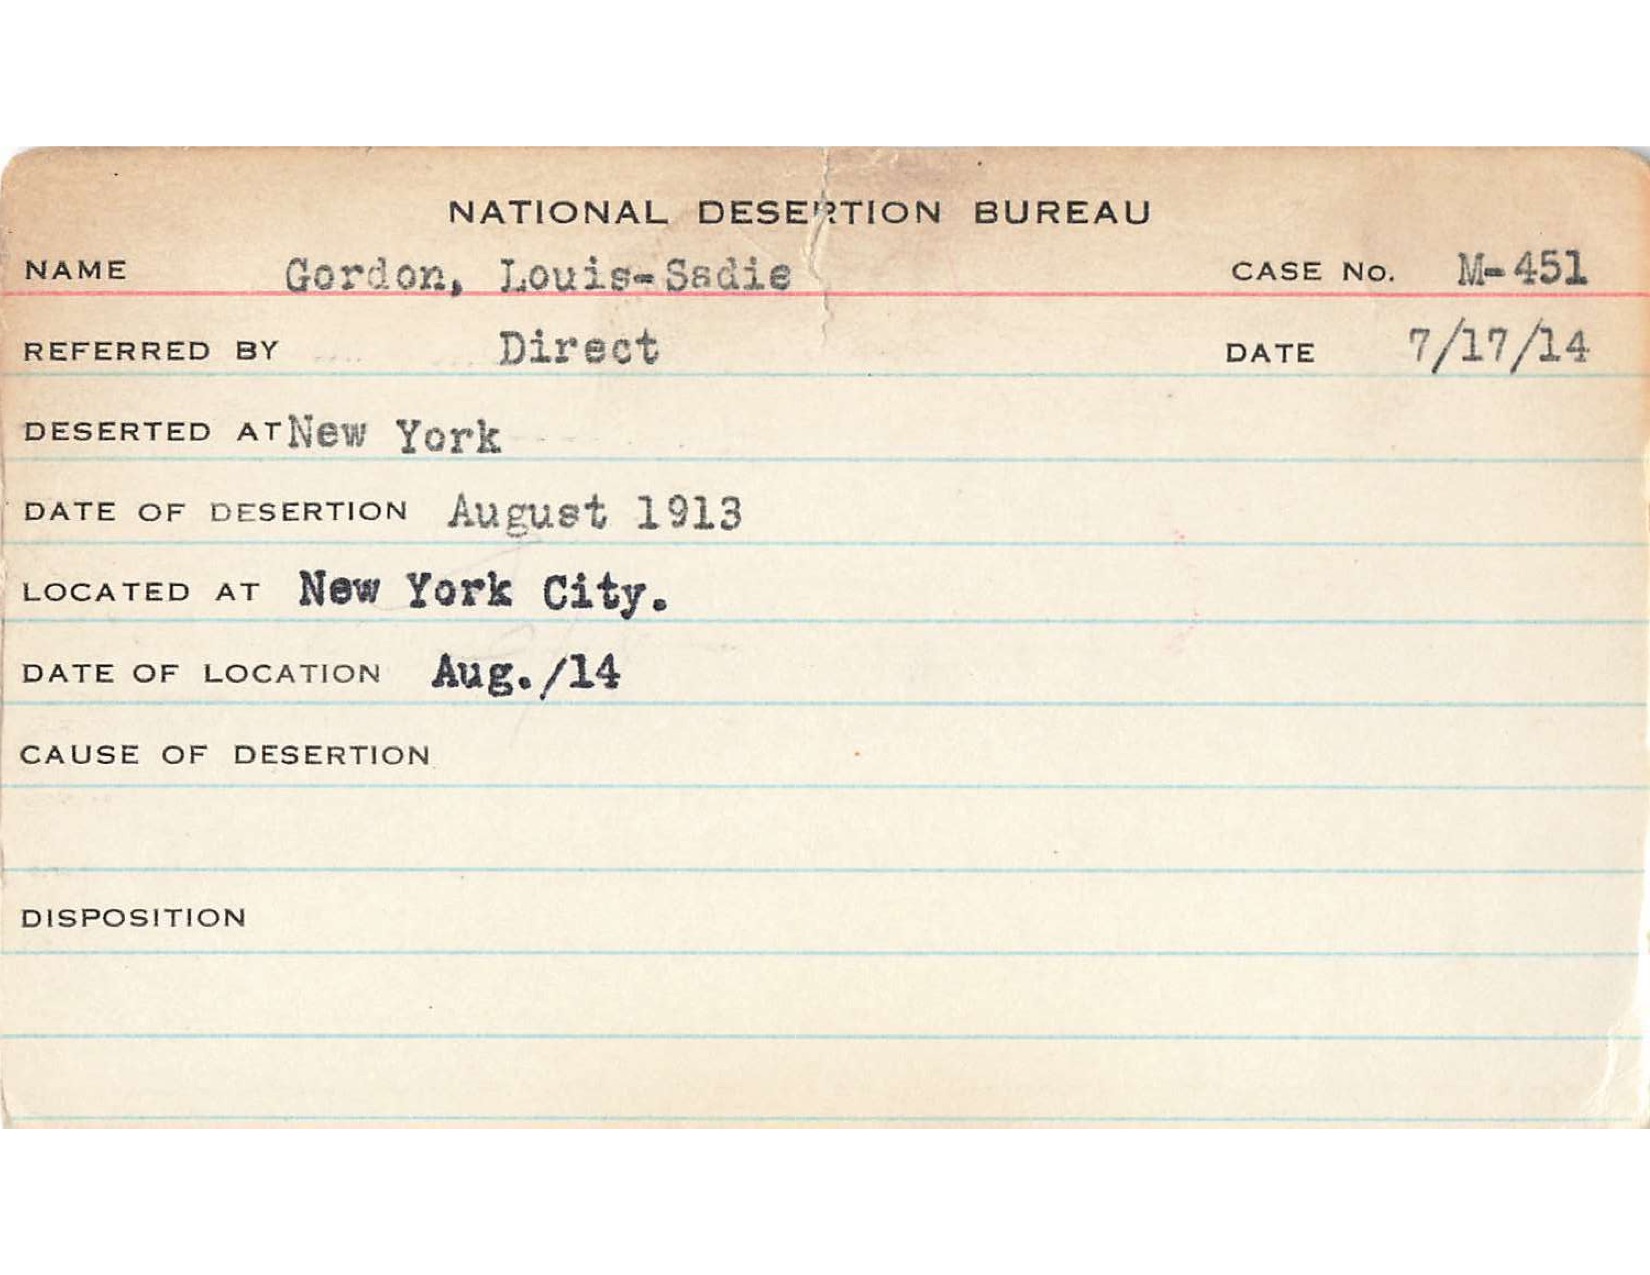 NATIONAL DESERTION BUREAU
NAME Gordon, Louis-Sadie CASE No. M-451
REFERRED BY Direct DATE 7/17/14
DESERTED AT New York
DATE OF DESERTION August 1913
LOCATED AT New York City.
DATE OF LOCATION Aug./14
CAUSE OF DESERTION
DISPOSITION